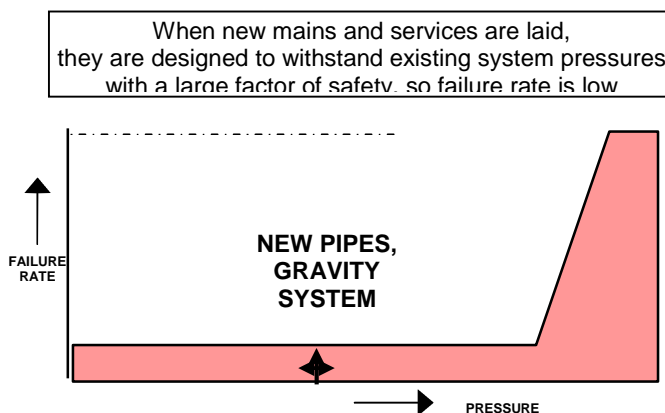 When new mains and services are laid,
they are designed to withstand existing system pressures
with a large factor of safety, so failure rate is low
NEW PIPES,
GRAVITY
SYSTEM
FAILURE
RATE
PRESSURE